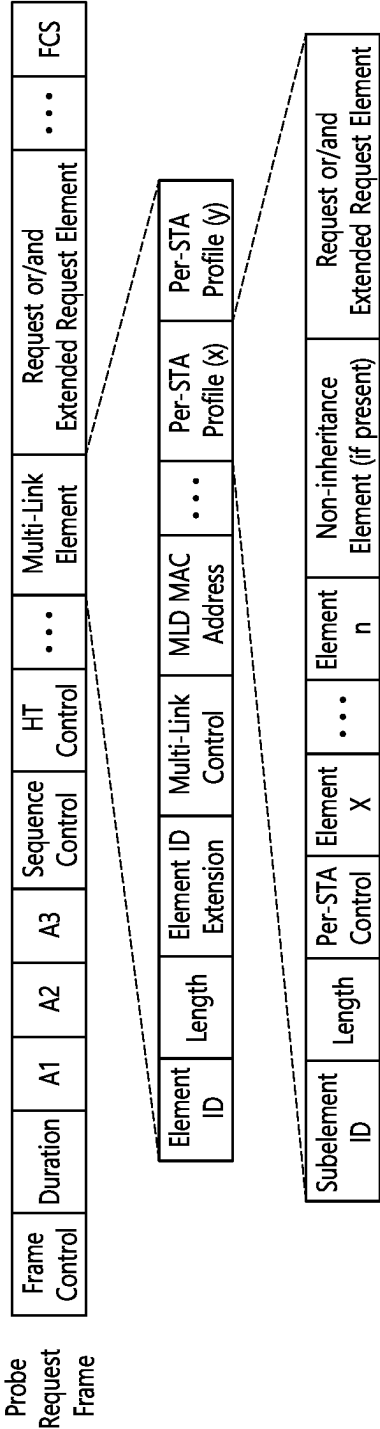 Probe
Request
Frame
Frame
Control
Duration
A1
A2
A3
Sequence
Control
HT
Control
• • •
Multi-Link
Element
Request or/and
Extended Request Element
• • •
FCS
Element
ID
Length
Element ID
Extension
Multi-Link
Control
MLD MAC
Address
• • •
Per-STA
Profile (x)
Per-STA
Profile (y)
Subelement
ID
Length
Per-STA
Control
Element
X
• • •
Element
n
Non-inheritance
Element (if present)
Request or/and
Extended Request Element